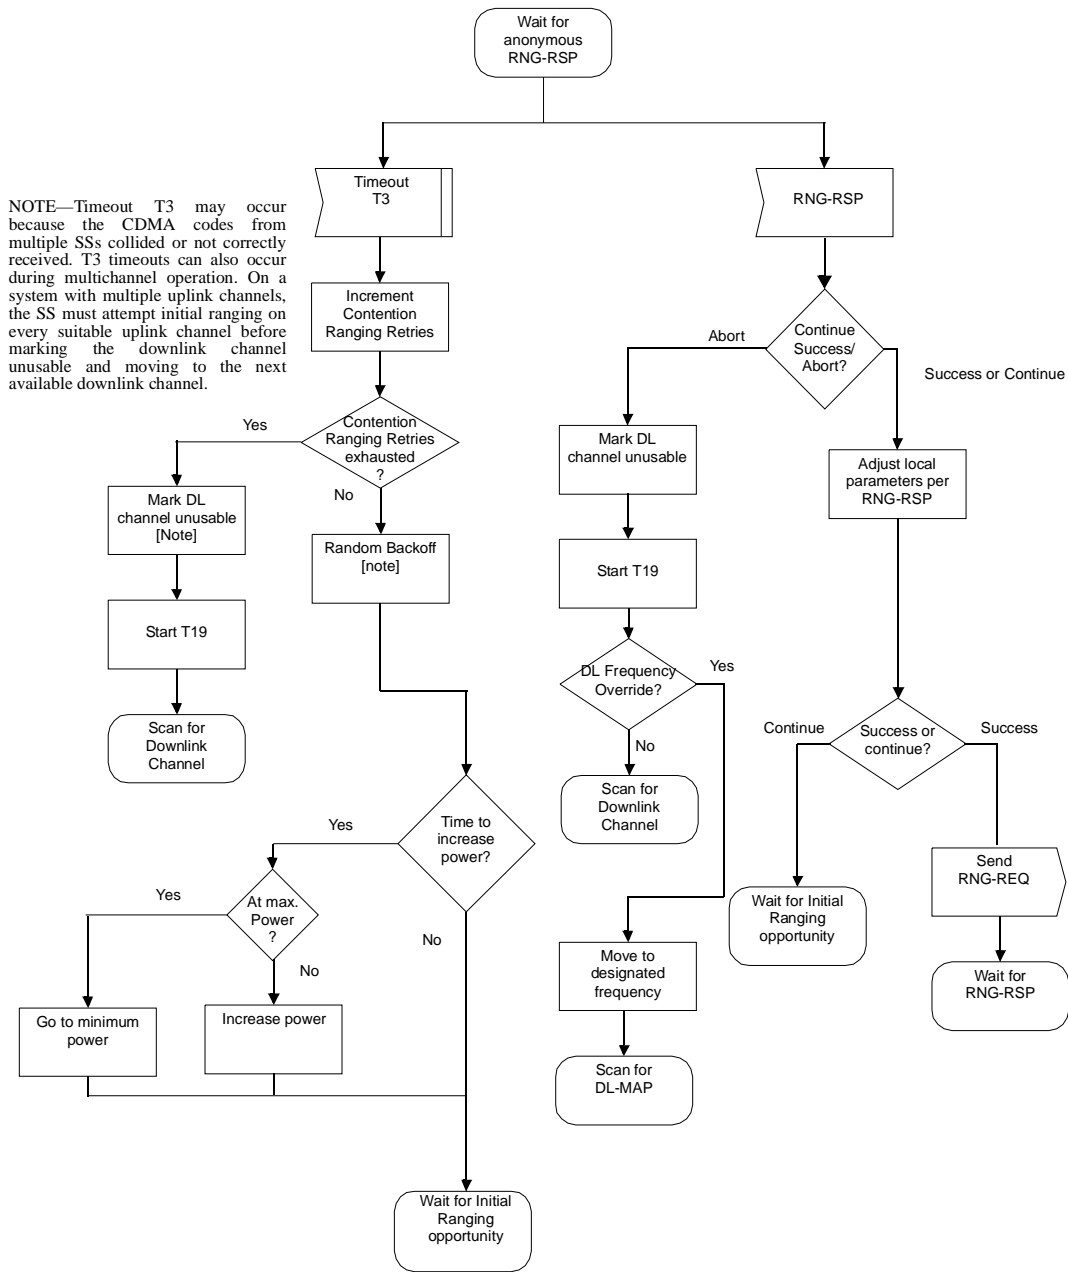 Wait for
anonymous
RNG-RSP
Timeout
T3
RNG-RSP
NOTE—Timeout T3 may occur
because the CDMA codes from
multiple SSs collided or not correctly
received. T3 timeouts can also occur
during multichannel operation. On a
system with multiple uplink channels,
the SS must attempt initial ranging on
every suitable uplink channel before
marking the downlink channel
unusable and moving to the next
available downlink channel.
Increment
Contention
Ranging Retries
Continue
Success/
Abort?
Abort
Success or Continue
Contention
Ranging Retries
exhausted
?
Yes
No
Mark DL
channel unusable
Adjust local
parameters per
RNG-RSP
Mark DL
channel unusable
[Note]
Random Backoff
[note]
Start T19
Start T19
DL Frequency
Override?
Yes
No
Scan for
Downlink
Channel
Continue
Success or
continue?
Success
Scan for
Downlink
Channel
Time to
increase
power?
Yes
No
Send
RNG-REQ
At max.
Power
?
Yes
No
Wait for Initial
Ranging
opportunity
Move to
designated
frequency
Wait for
RNG-RSP
Go to minimum
power
Increase power
Scan for
DL-MAP
Wait for Initial
Ranging
opportunity